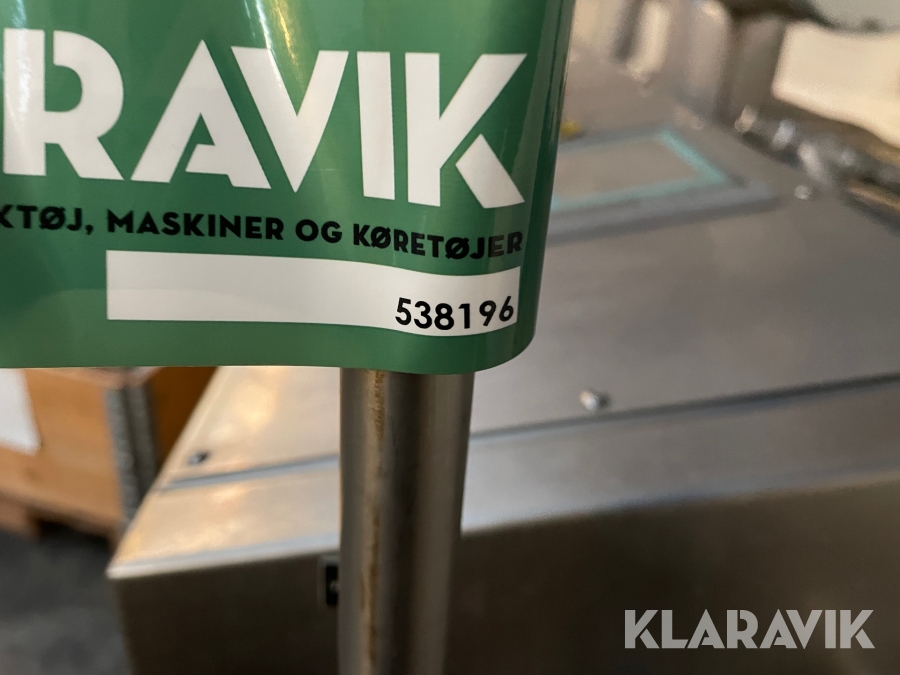 RAVIK
KTØJ, MASKINER OG KØRETØJER
538196
KLARAVIK